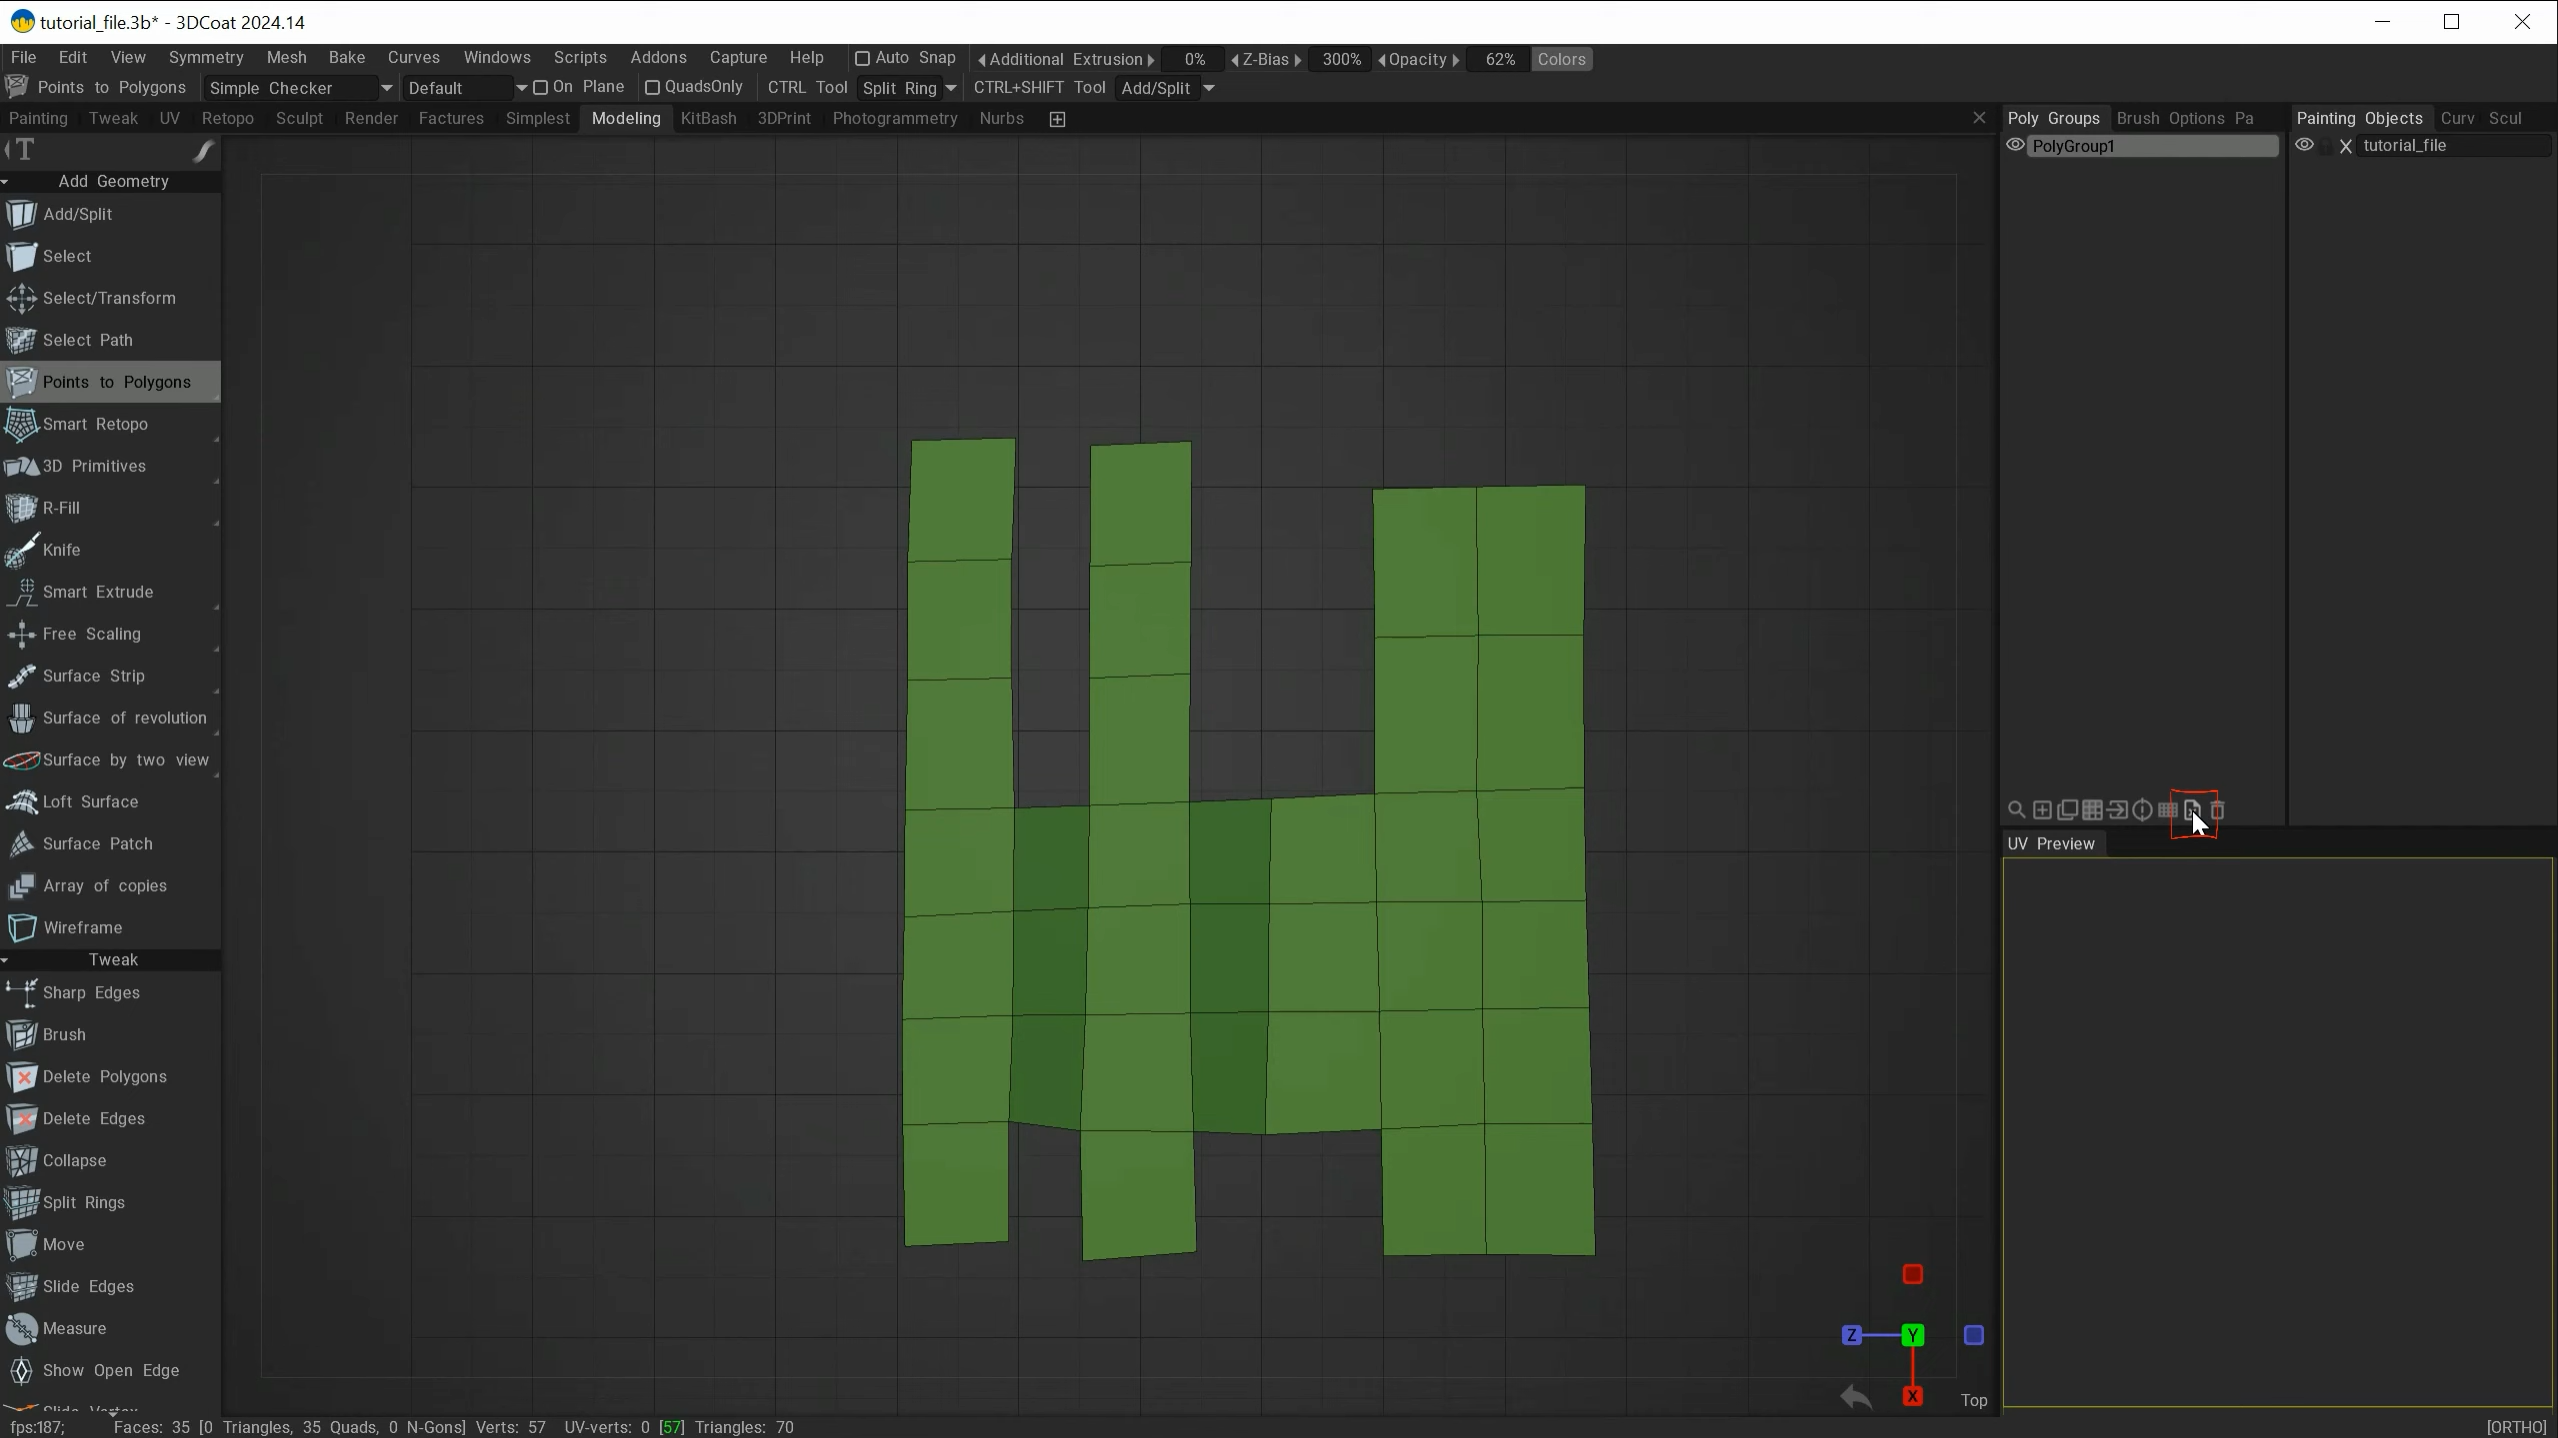 tutorial_file.3b* - 3DCoat 2024.14
File Edit View Symmetry Mesh Bake Curves Windows Scripts Addons Capture Help Auto Snap Additional Extrusion 0% Z-Bias 300% Opacity 62% Colors
Points to Polygons Simple Checker Default On Plane QuadsOnly CTRL Tool Split Ring CTRL+SHIFT Tool Add/Split
Painting Tweak UV Retopo Sculpt Render Factures Simplest Modeling KitBash 3DPrint Photogrammetry Nurbs
Poly Groups Brush Options Pa Painting Objects Curv Scul
PolyGroup1 tutorial_file
T
Add Geometry
Add/Split
Select
Select/Transform
Select Path
Points to Polygons
Smart Retopo
3D Primitives
R-Fill
Knife
Smart Extrude
Free Scaling
Surface Strip
Surface of revolution
Surface by two view
Loft Surface
Surface Patch
Array of copies
Wireframe
Tweak
Sharp Edges
Brush
Delete Polygons
Delete Edges
Collapse
Split Rings
Move
Slide Edges
Measure
Show Open Edge
UV Preview
Z Y
X
Top
fps:187; Faces: 35 [0 Triangles, 35 Quads, 0 N-Gons] Verts: 57 UV-verts: 0 [57] Triangles: 70
[ORTHO]